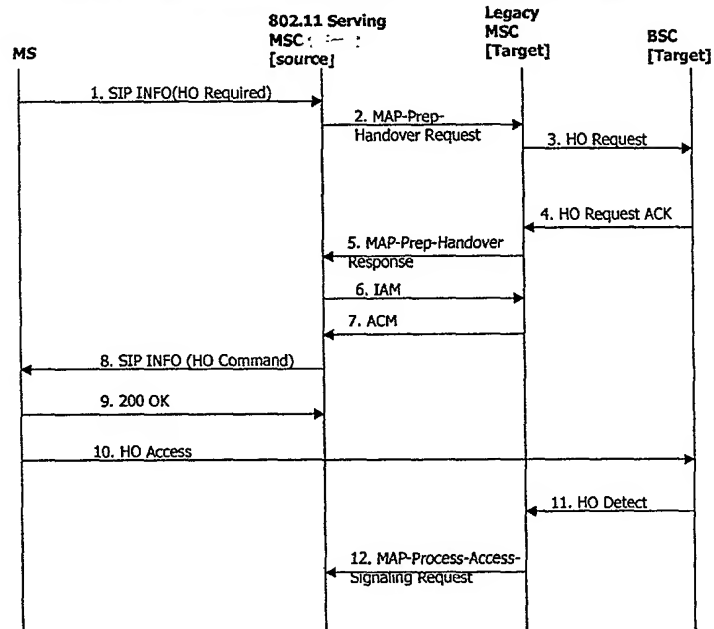 MS
802.11 Serving
MSC
[source]
Legacy
MSC
[Target]
BSC
[Target]
1. SIP INFO(HO Required)
2. MAP-Prep-
Handover Request
3. HO Request
4. HO Request ACK
5. MAP-Prep-Handover
Response
6. IAM
7. ACM
8. SIP INFO (HO Command)
9. 200 OK
10. HO Access
11. HO Detect
12. MAP-Process-Access-
Signaling Request